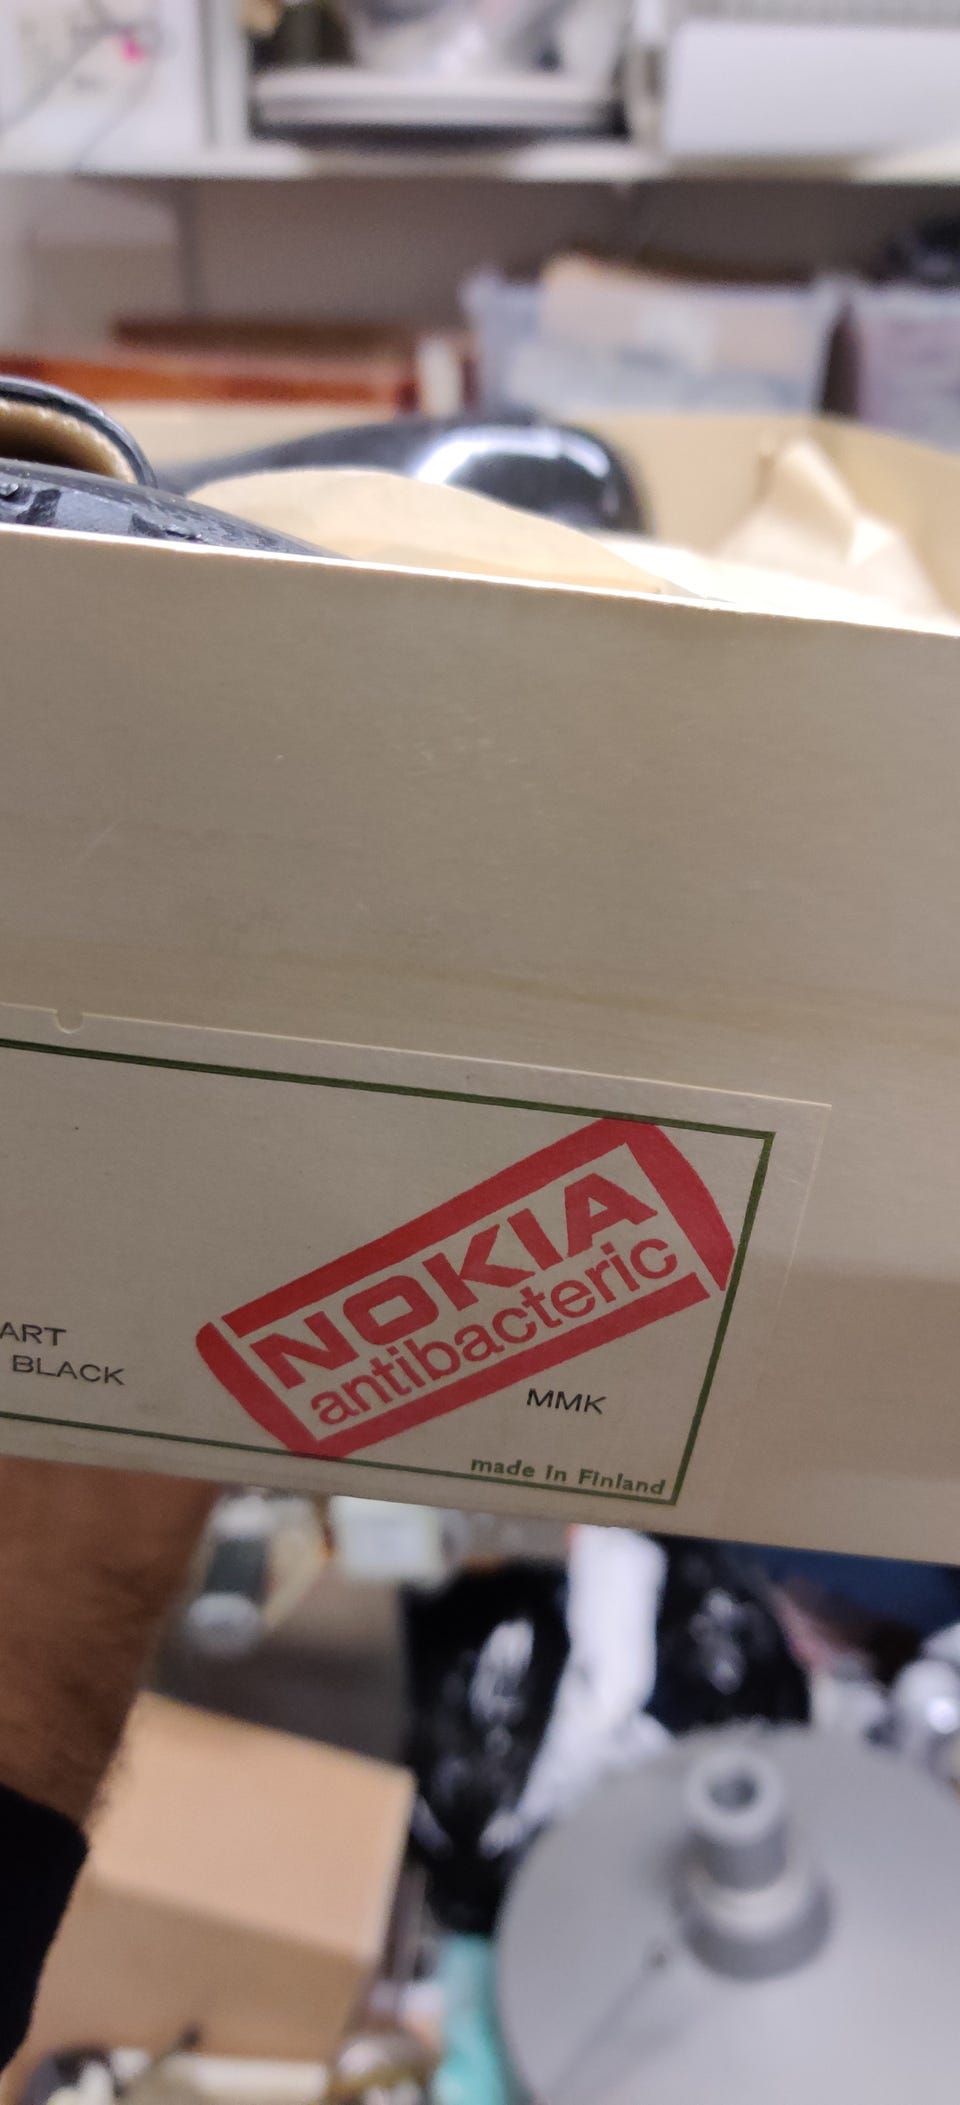 NOKIA
antibacteric
ART
BLACK
MMK
made in Finland